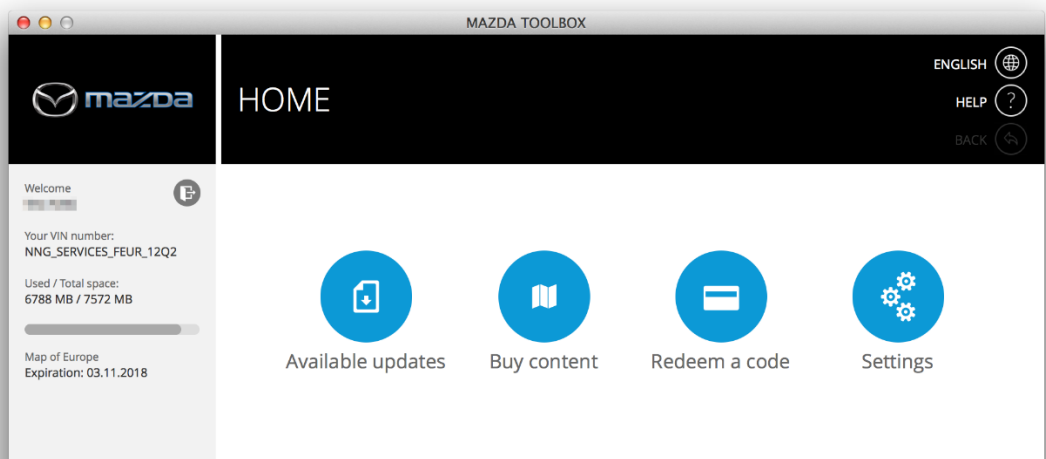 MAZDA TOOLBOX
mazda
HOME
ENGLISH
HELP
?
BACK
Welcome
Your VIN number:
NNG_SERVICES_FEUR_12Q2
Used / Total space:
6788 MB / 7572 MB
Map of Europe
Expiration: 03.11.2018
Available updates
Buy content
Redeem a code
Settings